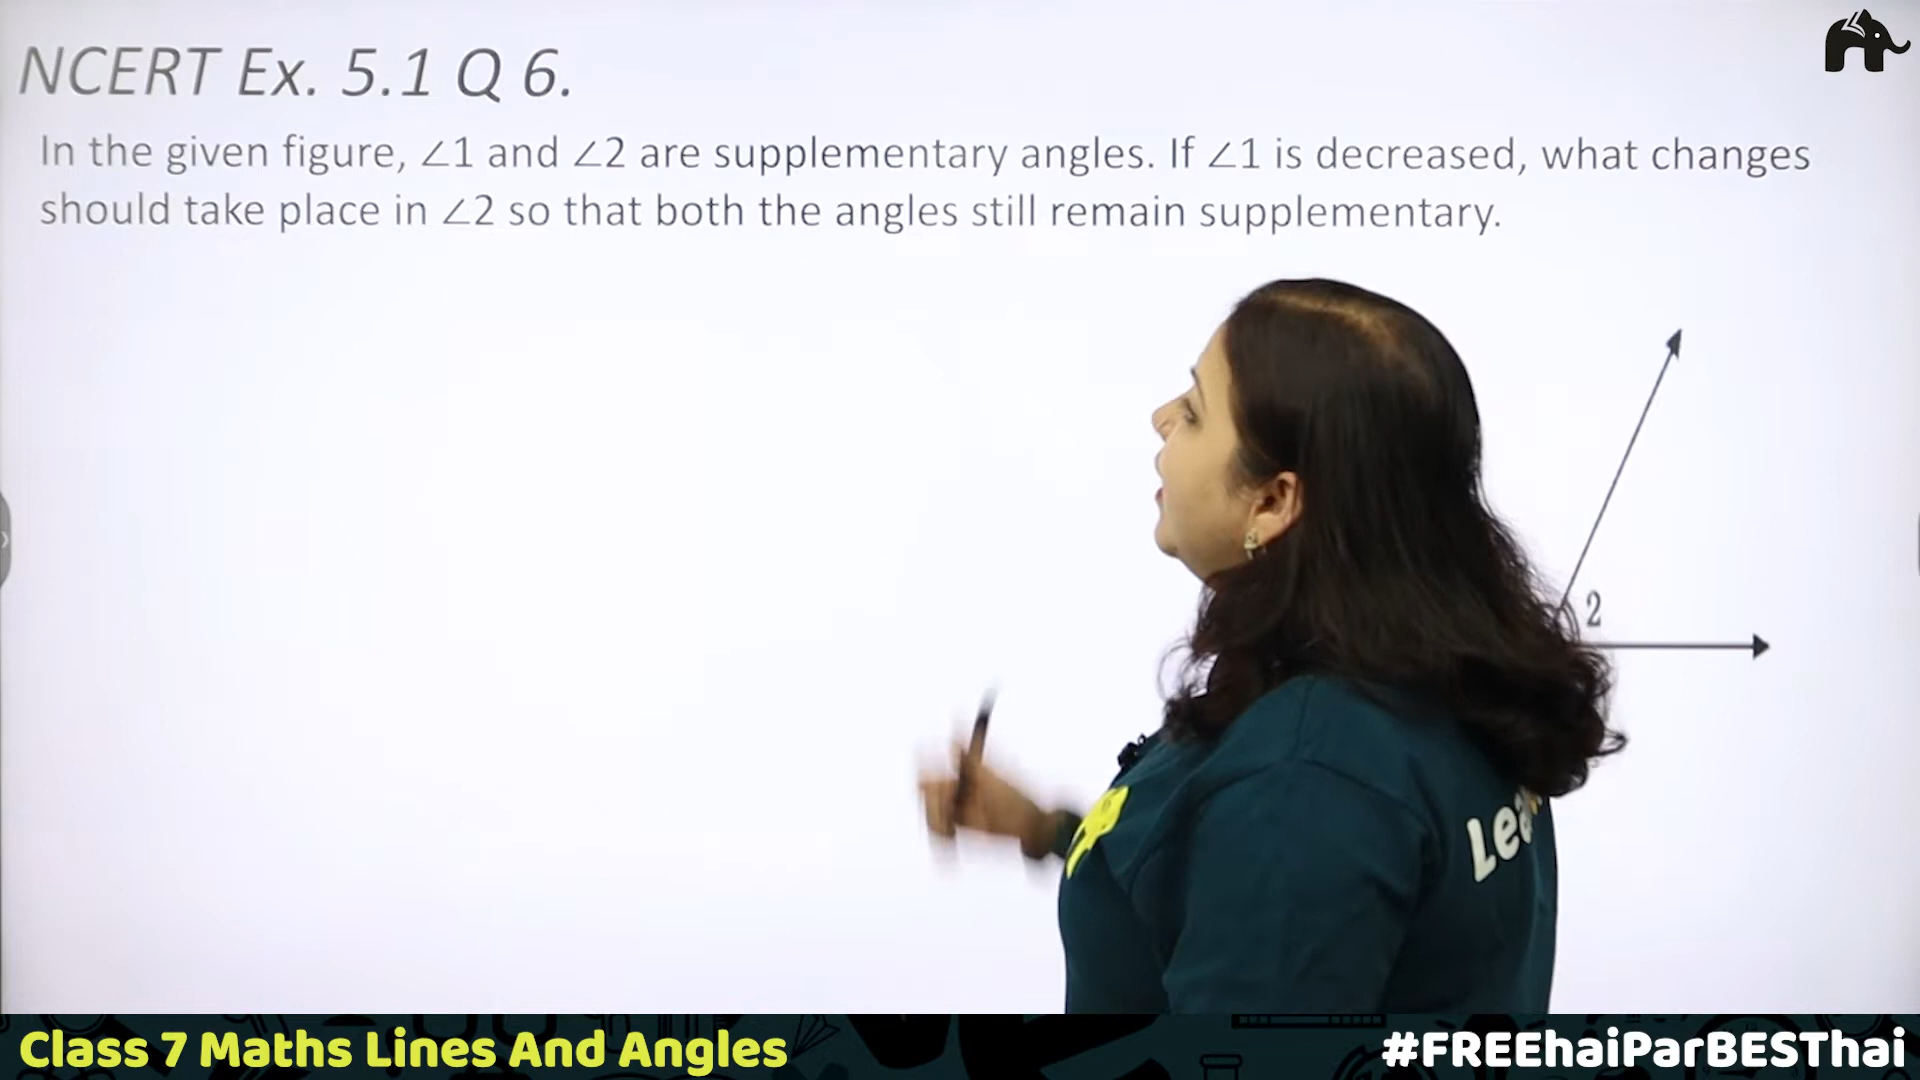 NCERT Ex. 5.1 Q 6.
In the given figure, ∠1 and ∠2 are supplementary angles. If ∠1 is decreased, what changes
should take place in ∠2 so that both the angles still remain supplementary.
2
Class 7 Maths Lines And Angles
#FREEhaiParBESThai